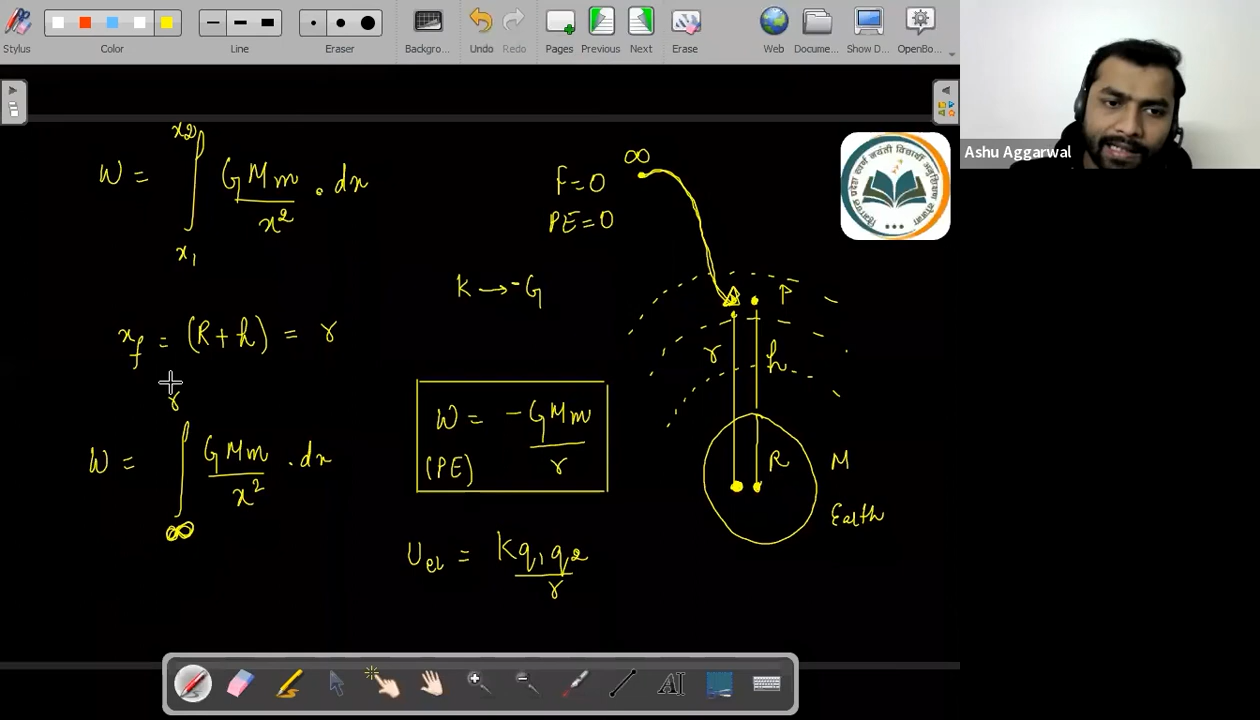 Stylus
Color
Line
Eraser
Backgro...
Undo
Redo
Pages
Previous
Next
Erase
Web
Docume...
Show D...
OpenBo...
Ashu Aggarwal
x2
W = ∫ GMm . dx
x²
x1
F=0
PE=0
∞
K → -G
P
x_f = (R+h) = r
r
h
r
W = ∫ GMm . dx
x²
∞
W = -GMm
(PE) r
R
M
Earth
U_el = Kq1q2
r